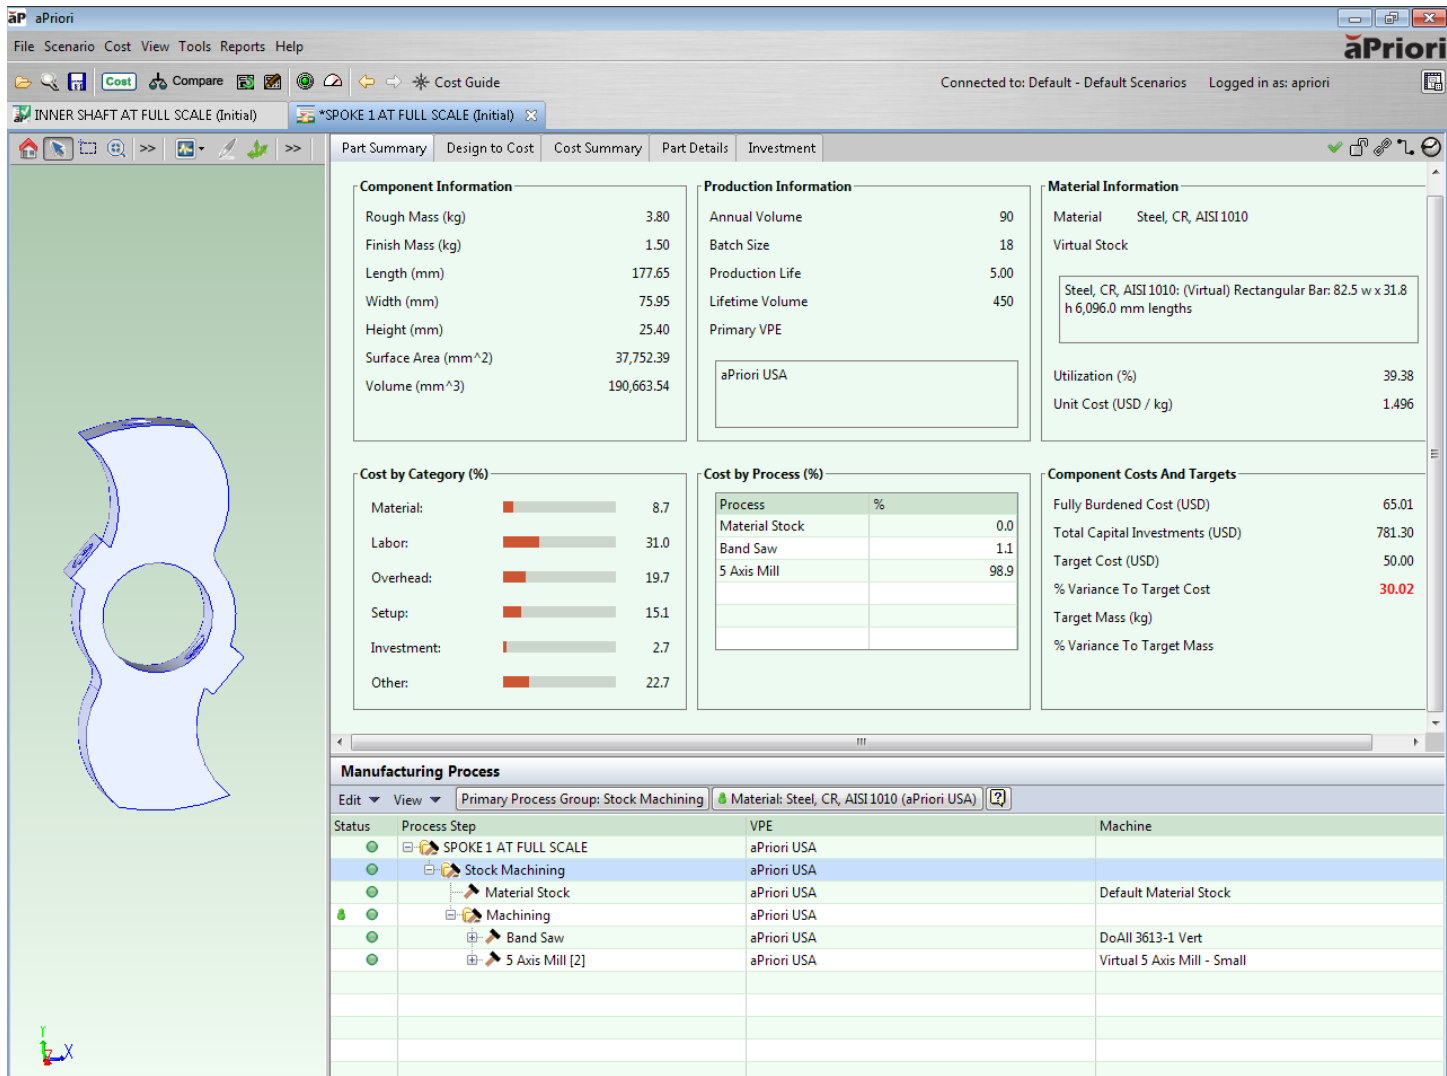 aP aPriori
File Scenario Cost View Tools Reports Help
aPriori
Cost Compare Cost Guide Connected to: Default - Default Scenarios Logged in as: apriori
INNER SHAFT AT FULL SCALE (Initial) *SPOKE 1 AT FULL SCALE (Initial)
>> >> Part Summary Design to Cost Cost Summary Part Details Investment
Component Information
Rough Mass (kg) 3.80
Finish Mass (kg) 1.50
Length (mm) 177.65
Width (mm) 75.95
Height (mm) 25.40
Surface Area (mm^2) 37,752.39
Volume (mm^3) 190,663.54
Production Information
Annual Volume 90
Batch Size 18
Production Life 5.00
Lifetime Volume 450
Primary VPE
aPriori USA
Material Information
Material Steel, CR, AISI 1010
Virtual Stock
Steel, CR, AISI 1010: (Virtual) Rectangular Bar: 82.5 w x 31.8
h 6,096.0 mm lengths
Utilization (%) 39.38
Unit Cost (USD / kg) 1.496
Cost by Category (%)
Material: 8.7
Labor: 31.0
Overhead: 19.7
Setup: 15.1
Investment: 2.7
Other: 22.7
Cost by Process (%)
Process %
Material Stock 0.0
Band Saw 1.1
5 Axis Mill 98.9
Component Costs And Targets
Fully Burdened Cost (USD) 65.01
Total Capital Investments (USD) 781.30
Target Cost (USD) 50.00
% Variance To Target Cost 30.02
Target Mass (kg)
% Variance To Target Mass
Manufacturing Process
Edit View Primary Process Group: Stock Machining Material: Steel, CR, AISI 1010 (aPriori USA)
Status Process Step VPE Machine
SPOKE 1 AT FULL SCALE aPriori USA
Stock Machining aPriori USA
Material Stock aPriori USA Default Material Stock
Machining aPriori USA
Band Saw aPriori USA DoAll 3613-1 Vert
5 Axis Mill [2] aPriori USA Virtual 5 Axis Mill - Small
Y
X